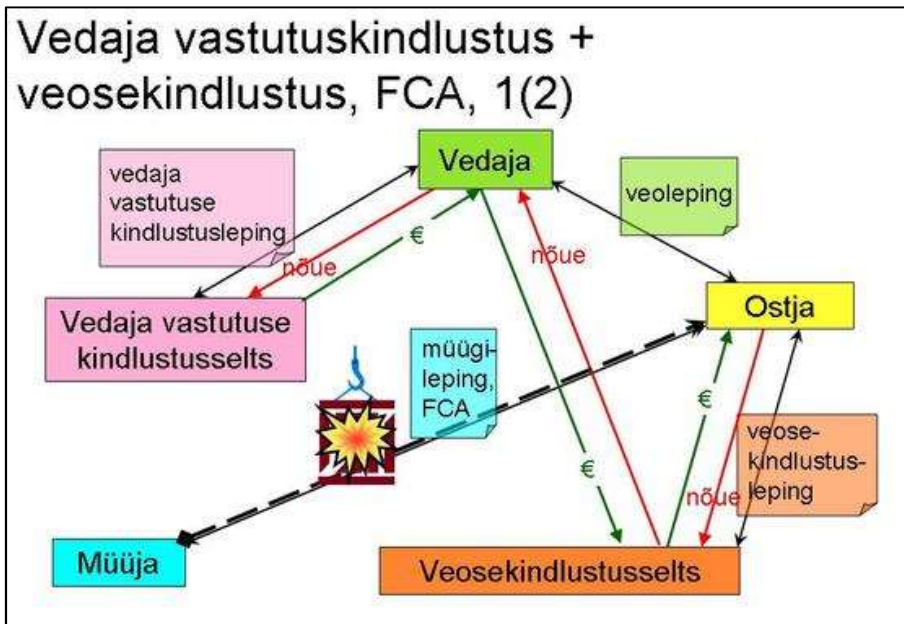 Vedaja vastutuskindlustus +
veosekindlustus, FCA, 1(2)
Vedaja
vedaja
vastutuse
kindlustusleping
veoleping
€
nõue
nõue
Ostja
Vedaja vastutuse
kindlustusselts
müügi-
leping,
FCA
€
veose-
kindlustus-
leping
€
nõue
Müüja
Veosekindlustusselts